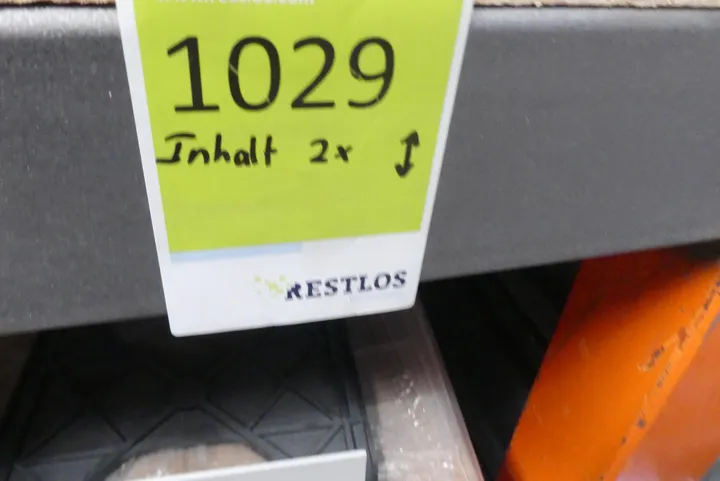 1029
Inhalt 2x ↕
RESTLOS